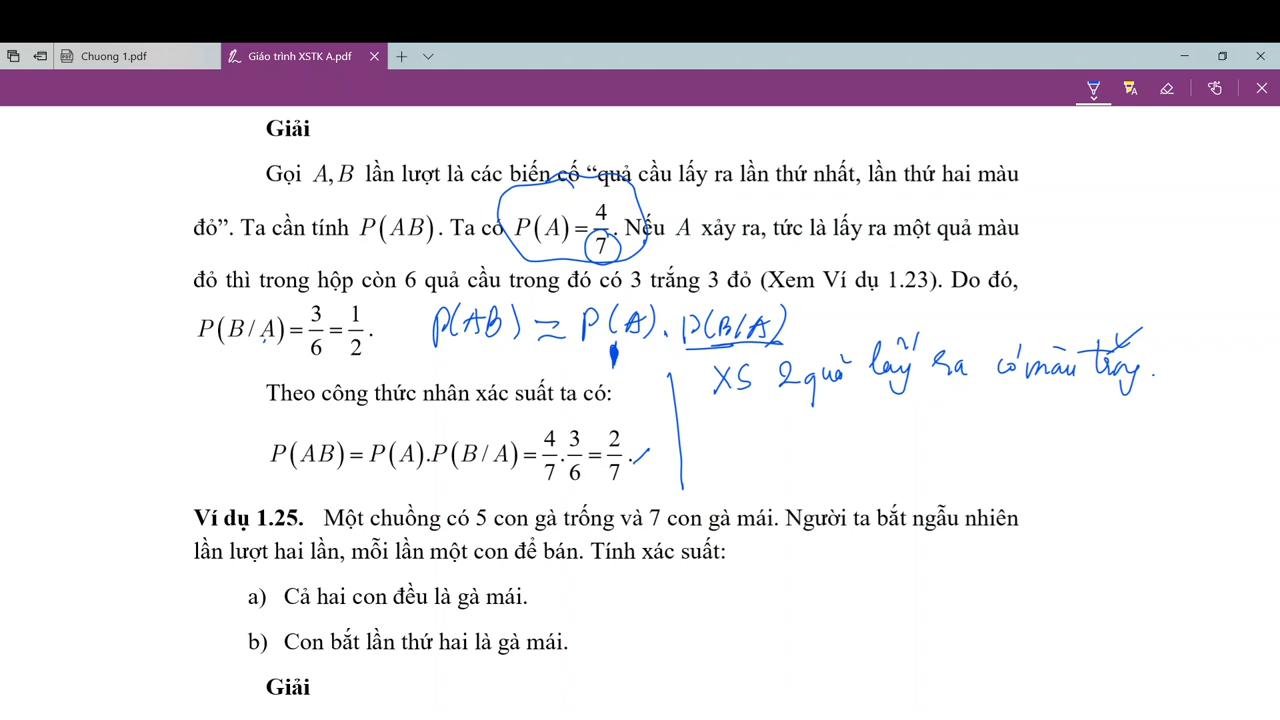 Chuong 1.pdf
Giáo trình XSTK A.pdf
Giải
Gọi A, B lần lượt là các biến cố “quả cầu lấy ra lần thứ nhất, lần thứ hai màu
đỏ”. Ta cần tính P(AB). Ta có P(A) = 4/7. Nếu A xảy ra, tức là lấy ra một quả màu
đỏ thì trong hộp còn 6 quả cầu trong đó có 3 trắng 3 đỏ (Xem Ví dụ 1.23). Do đó,
P(B/A) = 3/6 = 1/2.
P(AB) = P(A). P(B/A)
XS 2 quả lấy ra có màu trắng.
Theo công thức nhân xác suất ta có:
P(AB) = P(A).P(B/A) = 4/7 . 3/6 = 2/7.
Ví dụ 1.25. Một chuồng có 5 con gà trống và 7 con gà mái. Người ta bắt ngẫu nhiên
lần lượt hai lần, mỗi lần một con để bán. Tính xác suất:
a) Cả hai con đều là gà mái.
b) Con bắt lần thứ hai là gà mái.
Giải